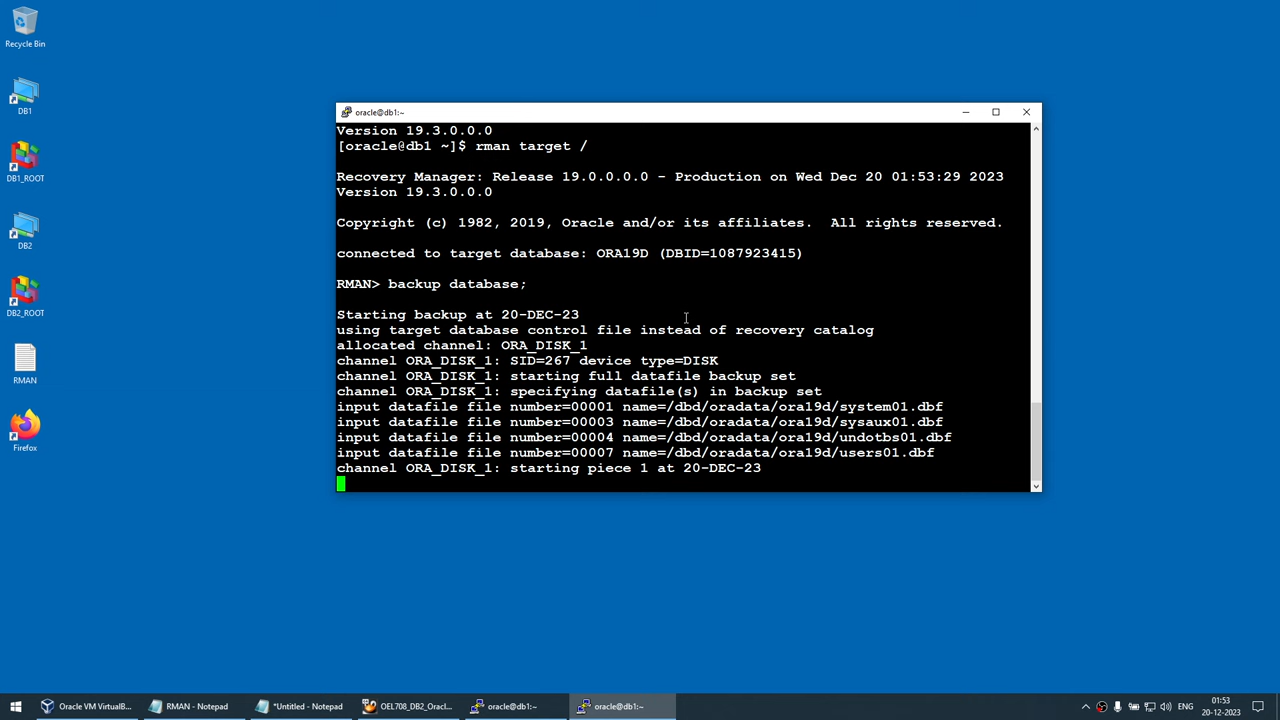 Recycle Bin
DB1
DB1_ROOT
DB2
DB2_ROOT
RMAN
Firefox
oracle@db1:~
Version 19.3.0.0.0
[oracle@db1 ~]$ rman target /
Recovery Manager: Release 19.0.0.0.0 - Production on Wed Dec 20 01:53:29 2023
Version 19.3.0.0.0
Copyright (c) 1982, 2019, Oracle and/or its affiliates.  All rights reserved.
connected to target database: ORA19D (DBID=1087923415)
RMAN> backup database;
Starting backup at 20-DEC-23
using target database control file instead of recovery catalog
allocated channel: ORA_DISK_1
channel ORA_DISK_1: SID=267 device type=DISK
channel ORA_DISK_1: starting full datafile backup set
channel ORA_DISK_1: specifying datafile(s) in backup set
input datafile file number=00001 name=/dbd/oradata/ora19d/system01.dbf
input datafile file number=00003 name=/dbd/oradata/ora19d/sysaux01.dbf
input datafile file number=00004 name=/dbd/oradata/ora19d/undotbs01.dbf
input datafile file number=00007 name=/dbd/oradata/ora19d/users01.dbf
channel ORA_DISK_1: starting piece 1 at 20-DEC-23
Oracle VM VirtualB...
RMAN - Notepad
*Untitled - Notepad
OEL708_DB2_Oracl...
oracle@db1:~
oracle@db1:~
ENG
01:53
20-12-2023